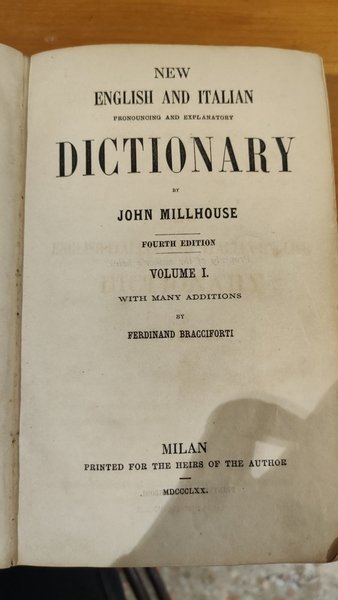 NEW
ENGLISH AND ITALIAN
PRONOUNCING AND EXPLANATORY
DICTIONARY
BY
JOHN MILLHOUSE
FOURTH EDITION
VOLUME I.
WITH MANY ADDITIONS
BY
FERDINAND BRACCIFORTI
MILAN
PRINTED FOR THE HEIRS OF THE AUTHOR
MDCCCLXX.